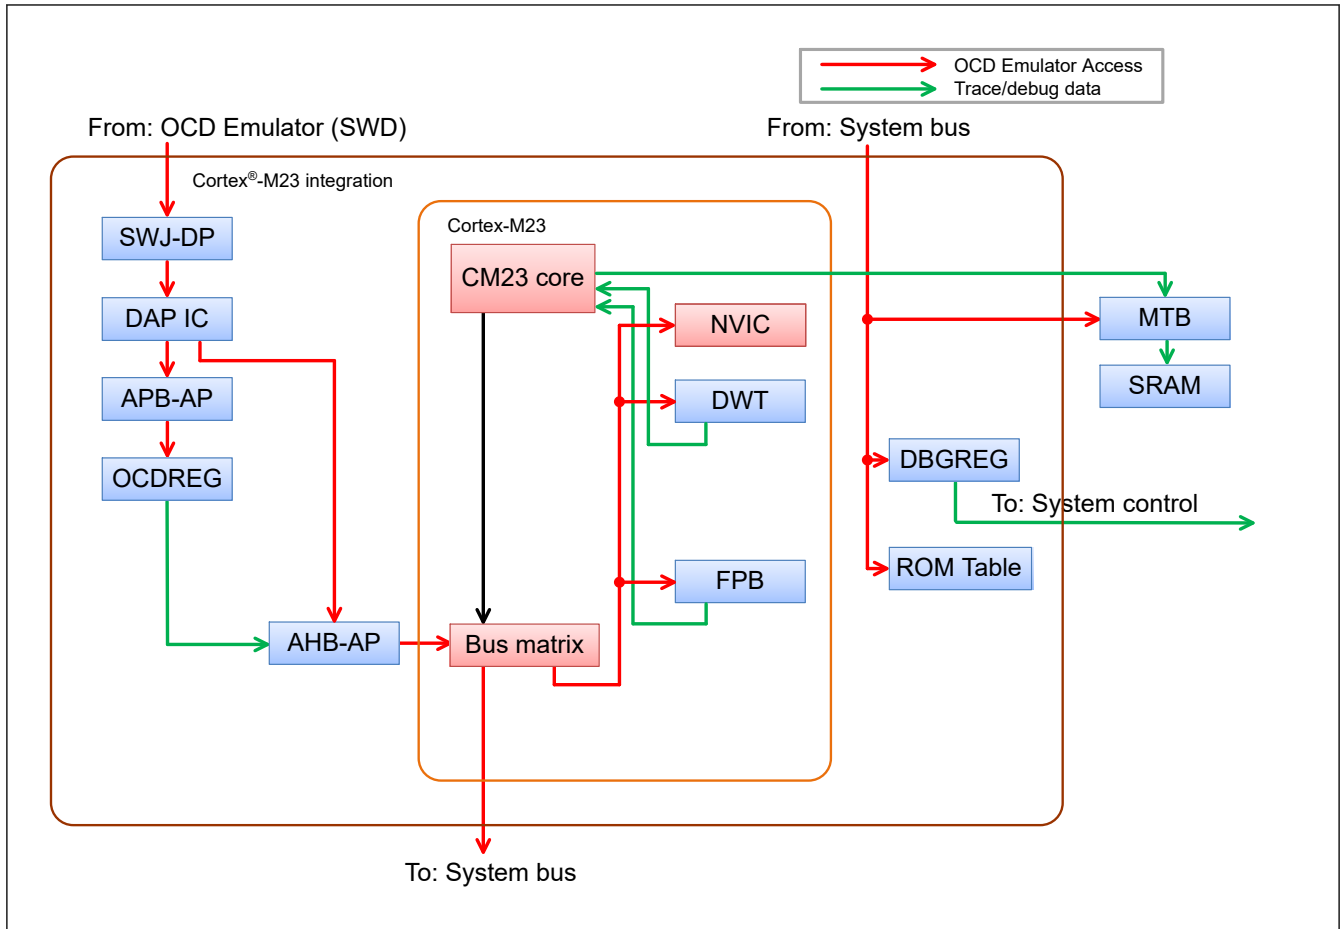 OCD Emulator Access
Trace/debug data
From: OCD Emulator (SWD)
From: System bus
Cortex®-M23 integration
Cortex-M23
SWJ-DP
CM23 core
DAP IC
NVIC
MTB
APB-AP
DWT
SRAM
OCDREG
DBGREG
To: System control
FPB
ROM Table
AHB-AP
Bus matrix
To: System bus